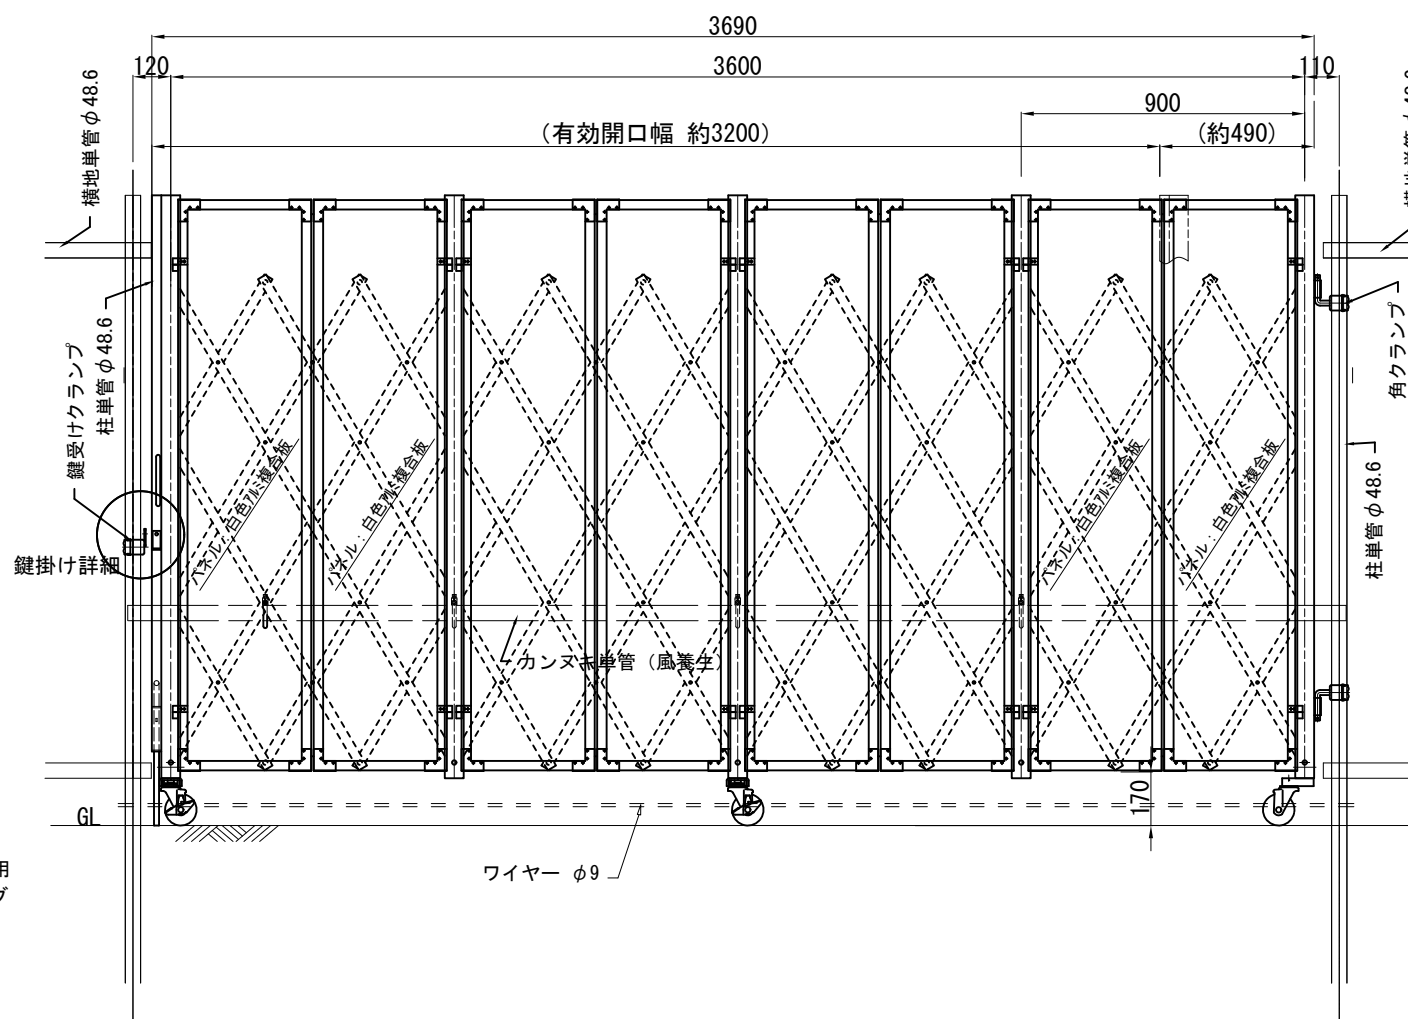 3690
120
3600
110
900
(有効開口幅 約3200)
(約490)
横地単管φ48.6
柱単管φ48.6
鍵受けクランプ
鍵掛け詳細
パネル:白色アルミ複合板
パネル:白色アルミ複合板
パネル:白色アルミ複合板
パネル:白色アルミ複合板
角クランプ
柱単管φ48.6
カンヌキ単管(風養生)
170
GL
ワイヤー φ9
用